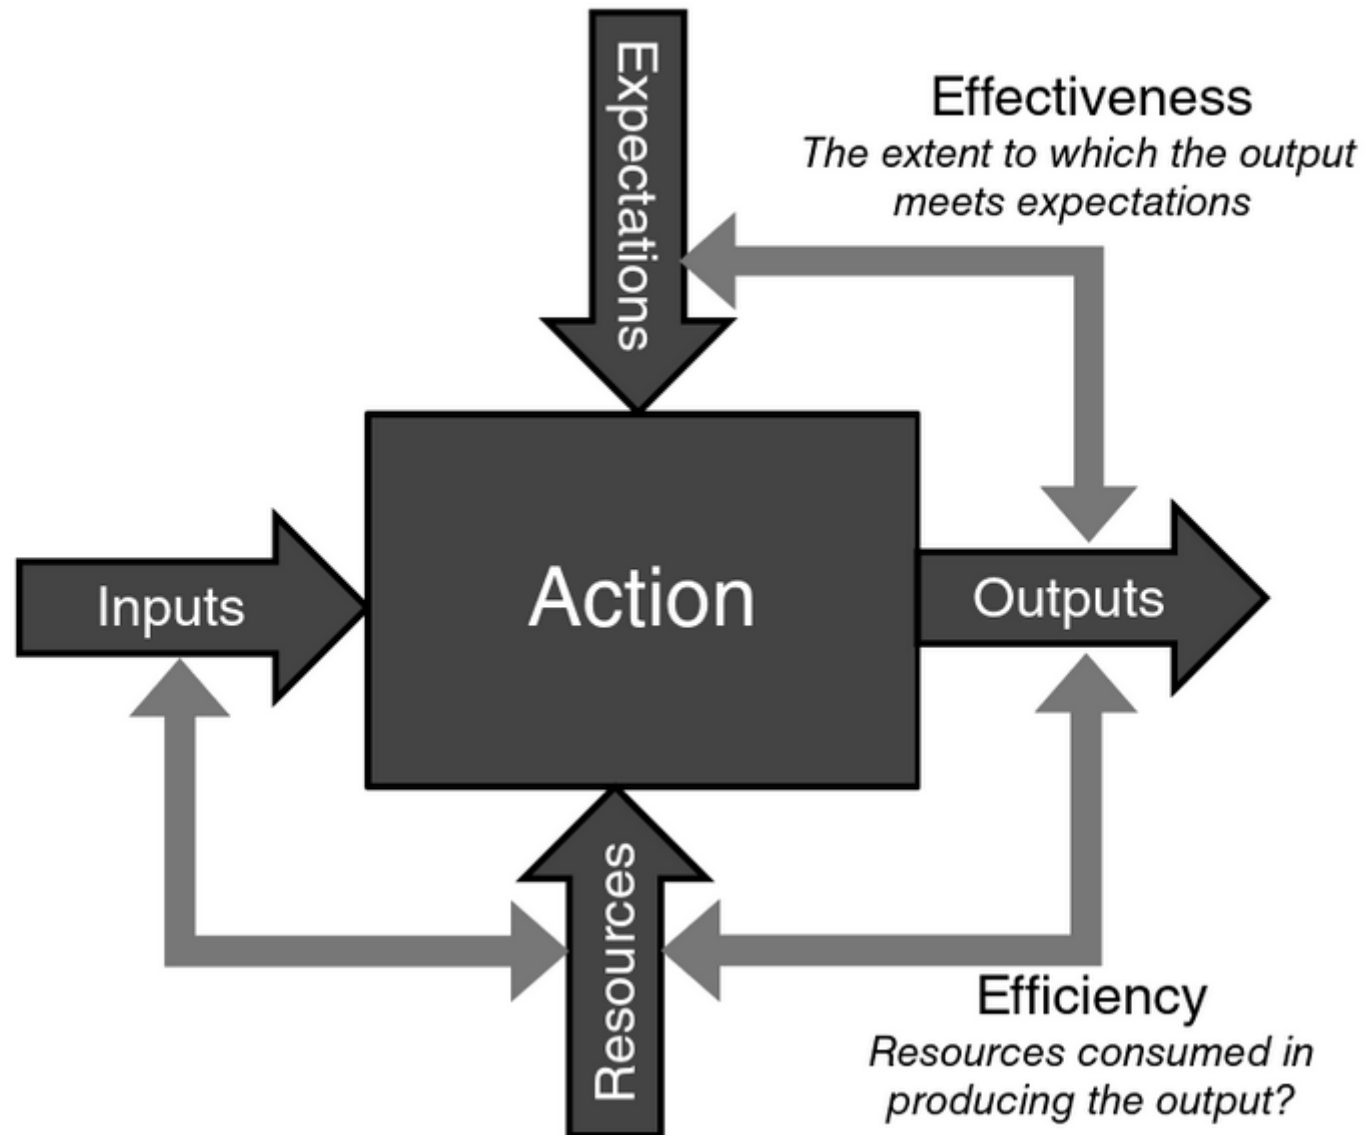 Expectations
Effectiveness
The extent to which the output
meets expectations
Inputs
Action
Outputs
Resources
Efficiency
Resources consumed in
producing the output?